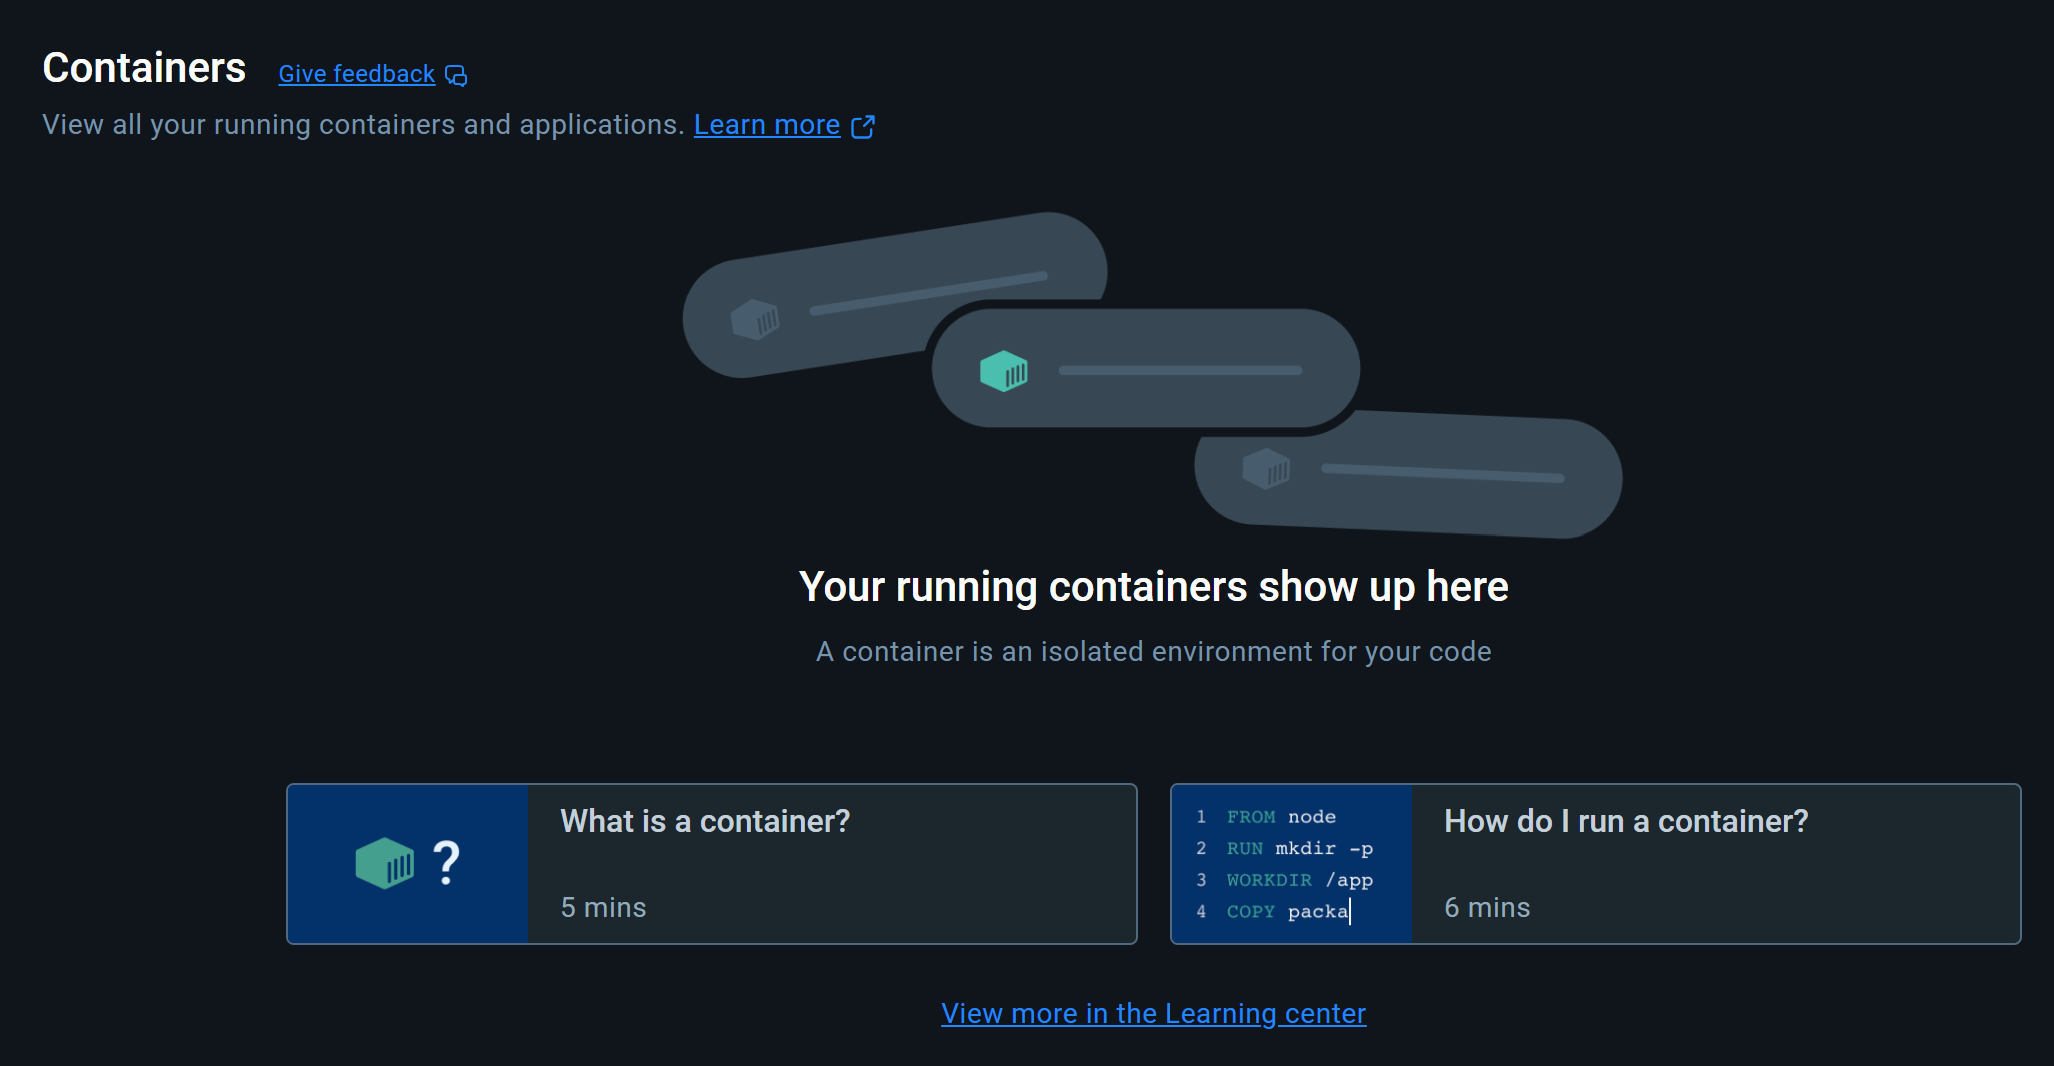 Containers Give feedback
View all your running containers and applications. Learn more
Your running containers show up here
A container is an isolated environment for your code
?
What is a container?
5 mins
1 FROM node
2 RUN mkdir -p
3 WORKDIR /app
4 COPY packa
How do I run a container?
6 mins
View more in the Learning center